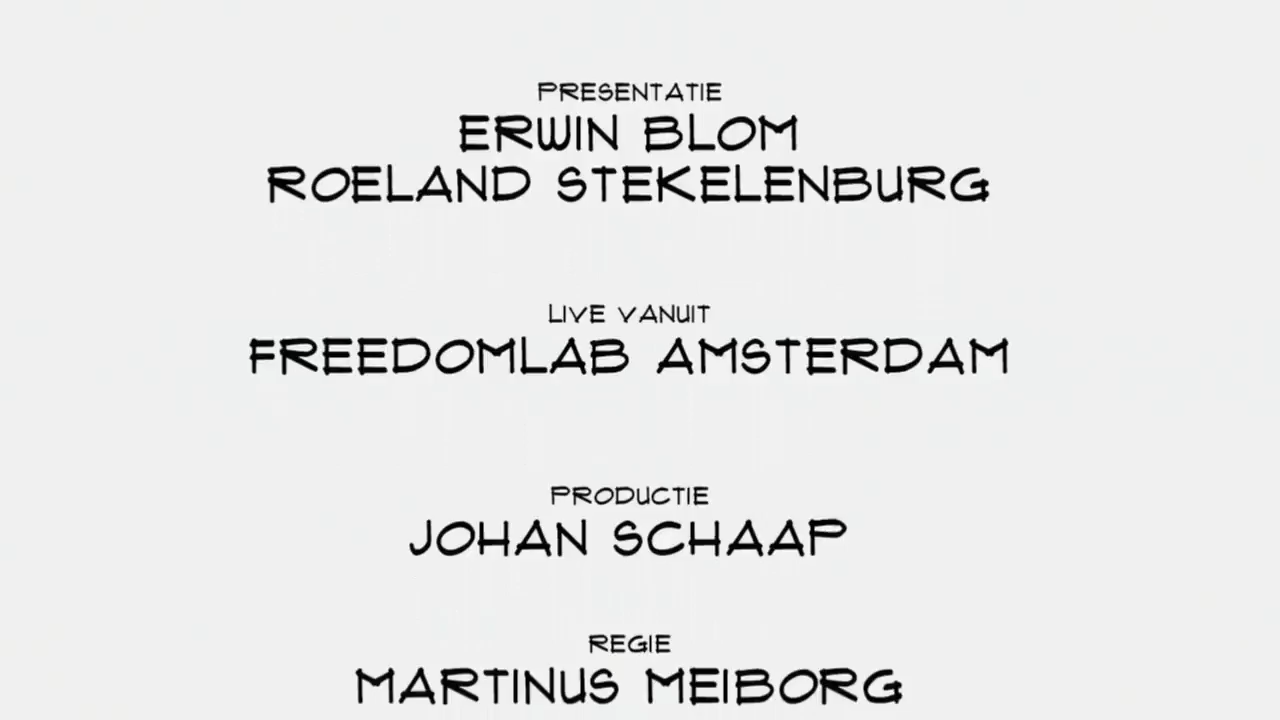 PRESENTATIE
ERWIN BLOM
ROELAND STEKELENBURG
LIVE VANUIT
FREEDOMLAB AMSTERDAM
PRODUCTIE
JOHAN SCHAAP
REGIE
MARTINUS MEIBORG